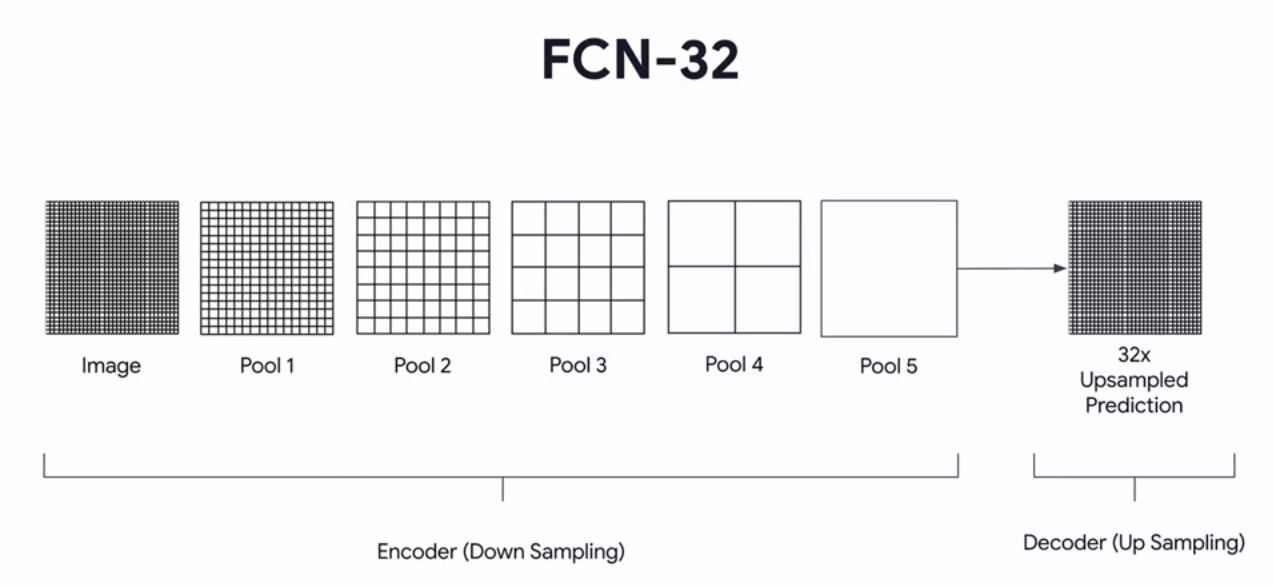 FCN-32
Image
Pool 1
Pool 2
Pool 3
Pool 4
Pool 5
32x
Upsampled
Prediction
Encoder (Down Sampling)
Decoder (Up Sampling)